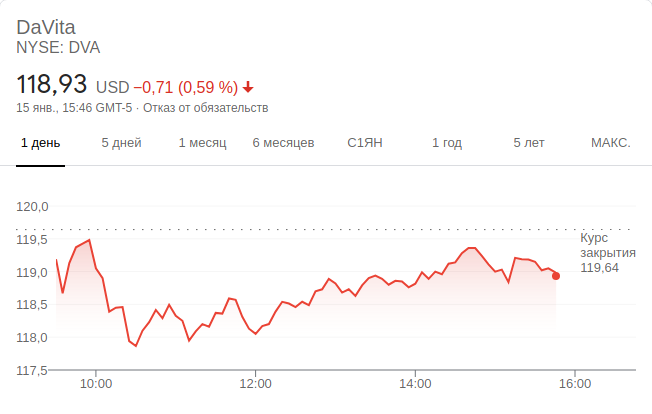 DaVita
NYSE: DVA
118,93 USD −0,71 (0,59 %)
15 янв., 15:46 GMT-5 · Отказ от обязательств
1 день 5 дней 1 месяц 6 месяцев С1ЯН 1 год 5 лет МАКС.
120,0
119,5
Курс
закрытия
119,64
119,0
118,5
118,0
117,5
10:00 12:00 14:00 16:00